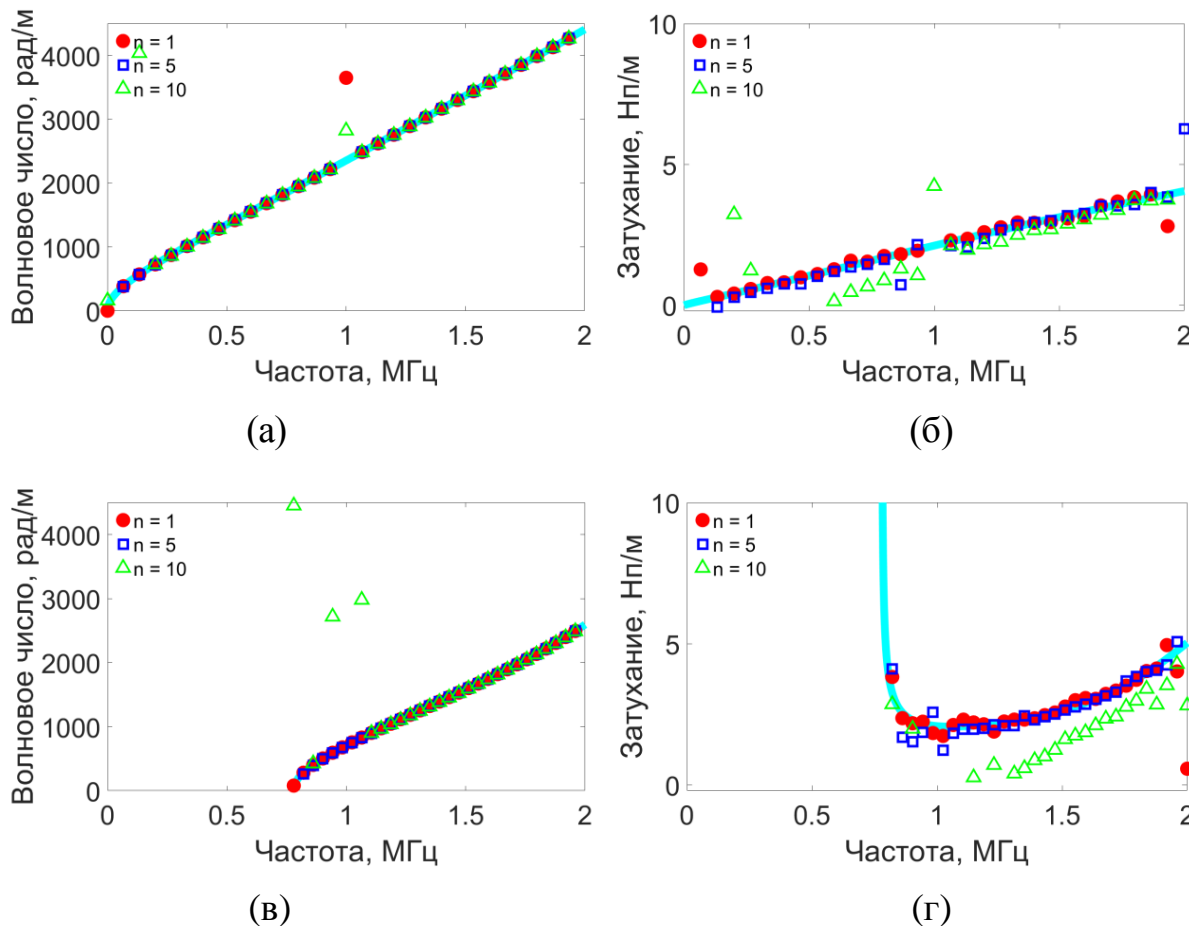 Волновое число, рад/м
4000
3000
2000
1000
0
n = 1
n = 5
n = 10
0
0.5
1
1.5
2
Частота, МГц
(а)
Затухание, Нп/м
10
5
0
n = 1
n = 5
n = 10
0
0.5
1
1.5
2
Частота, МГц
(б)
Волновое число, рад/м
4000
3000
2000
1000
0
n = 1
n = 5
n = 10
0
0.5
1
1.5
2
Частота, МГц
(в)
Затухание, Нп/м
10
5
0
n = 1
n = 5
n = 10
0
0.5
1
1.5
2
Частота, МГц
(г)